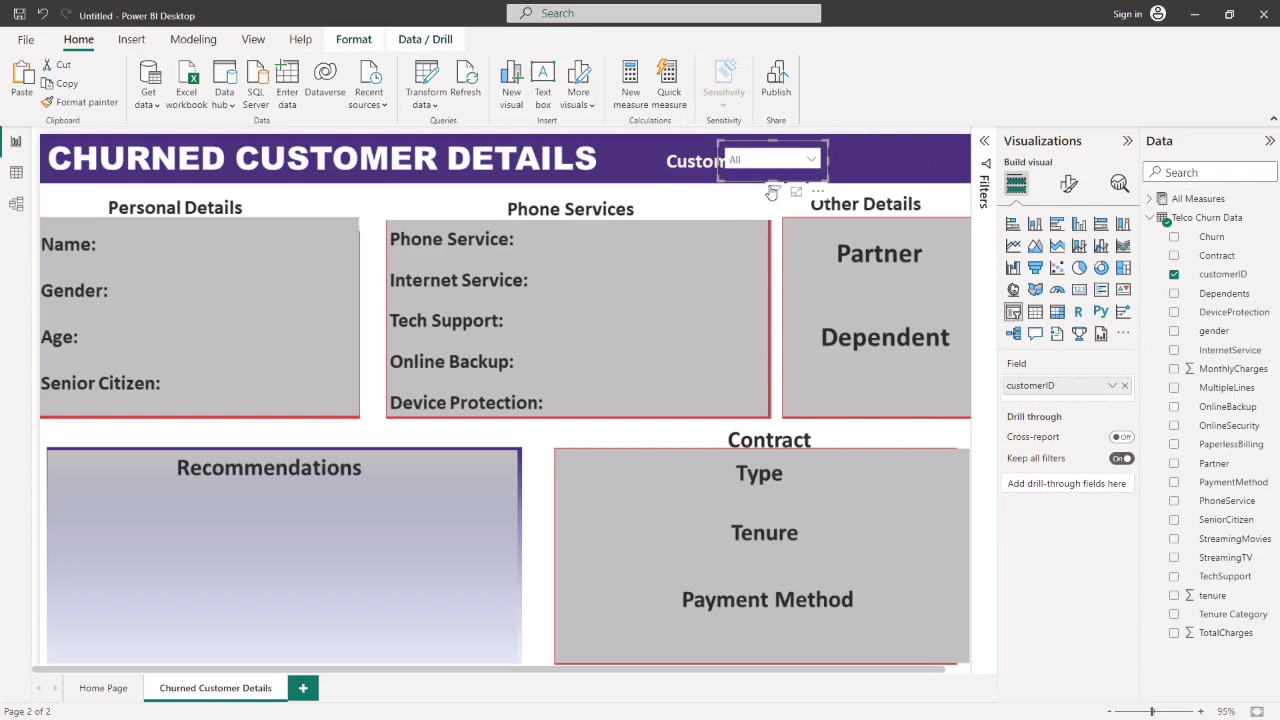 Untitled - Power BI Desktop
Search
Sign in
File
Home
Insert
Modeling
View
Help
Format
Data / Drill
Paste
Cut
Copy
Format painter
Clipboard
Get data
Excel workbook
Data hub
SQL Server
Enter data
Dataverse
Recent sources
Data
Transform data
Refresh
Queries
New visual
Text box
More visuals
Insert
New measure
Quick measure
Calculations
Sensitivity
Sensitivity
Publish
Share
CHURNED CUSTOMER DETAILS
Custom
All
Personal Details
Name:
Gender:
Age:
Senior Citizen:
Phone Services
Phone Service:
Internet Service:
Tech Support:
Online Backup:
Device Protection:
Other Details
Partner
Dependent
Recommendations
Contract
Type
Tenure
Payment Method
Filters
Visualizations
Build visual
R
Py
Field
customerID
Drill through
Cross-report
Off
Keep all filters
On
Add drill-through fields here
Data
Search
All Measures
Telco Churn Data
Churn
Contract
customerID
Dependents
DeviceProtection
gender
InternetService
MonthlyCharges
MultipleLines
OnlineBackup
OnlineSecurity
PaperlessBilling
Partner
PaymentMethod
PhoneService
SeniorCitizen
StreamingMovies
StreamingTV
TechSupport
tenure
Tenure Category
TotalCharges
Home Page
Churned Customer Details
Page 2 of 2
95%